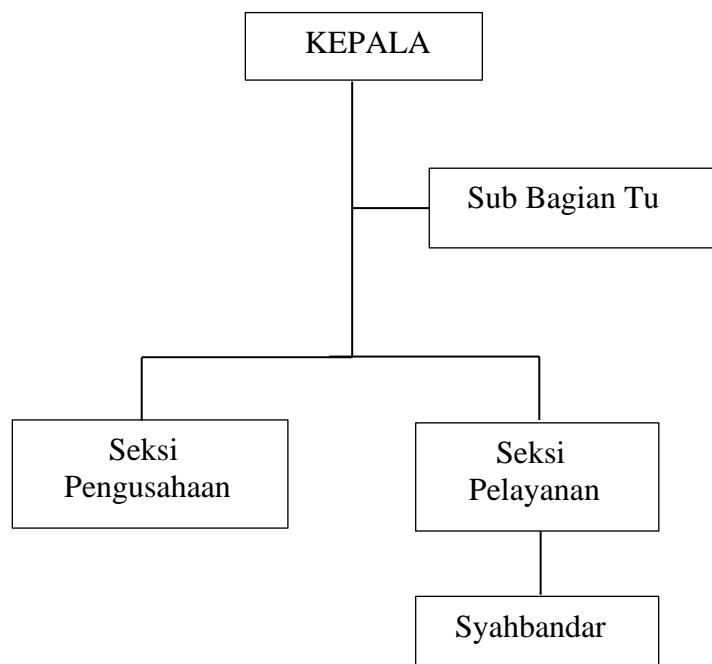 KEPALA
Sub Bagian Tu
Seksi
Pengusahaan
Seksi
Pelayanan
Syahbandar